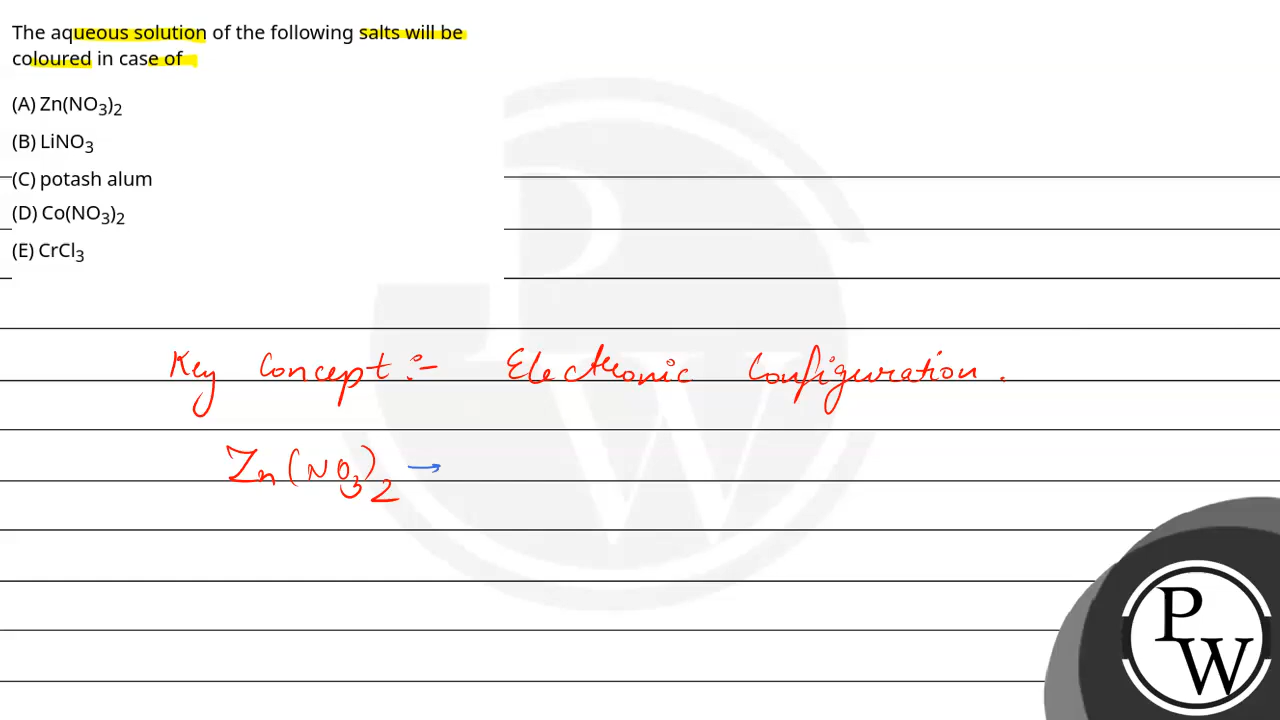 The aqueous solution of the following salts will be
coloured in case of
(A) Zn(NO3)2
(B) LiNO3
(C) potash alum
(D) Co(NO3)2
(E) CrCl3
Key Concept :- Electronic Configuration.
Zn(NO3)2 →
PW
PW